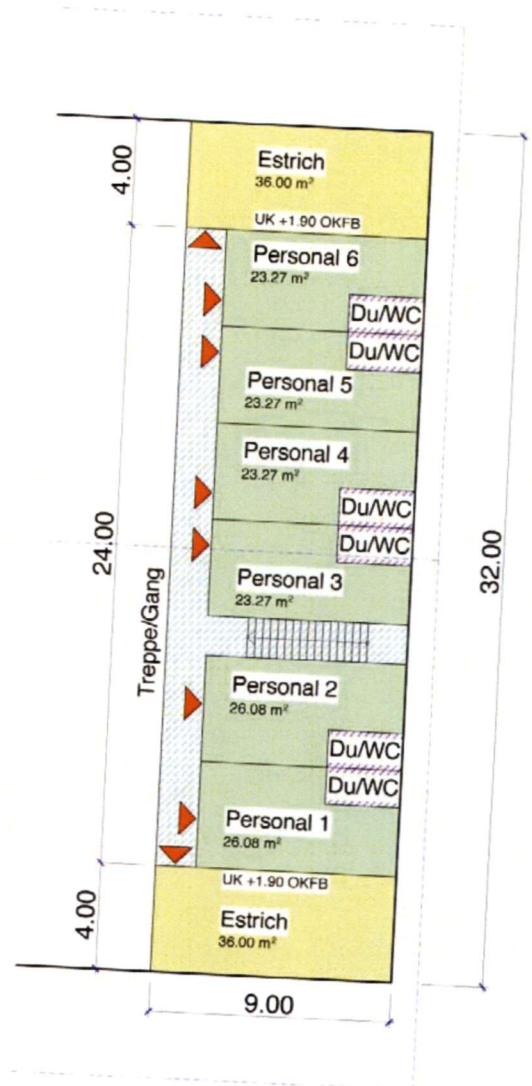 4.00
Estrich
36.00 m²
UK +1.90 OKFB
Personal 6
23.27 m²
Du/WC
Du/WC
Personal 5
23.27 m²
Personal 4
23.27 m²
Du/WC
Du/WC
24.00
32.00
Personal 3
23.27 m²
Treppe/Gang
Personal 2
26.08 m²
Du/WC
Du/WC
Personal 1
26.08 m²
UK +1.90 OKFB
4.00
Estrich
36.00 m²
9.00